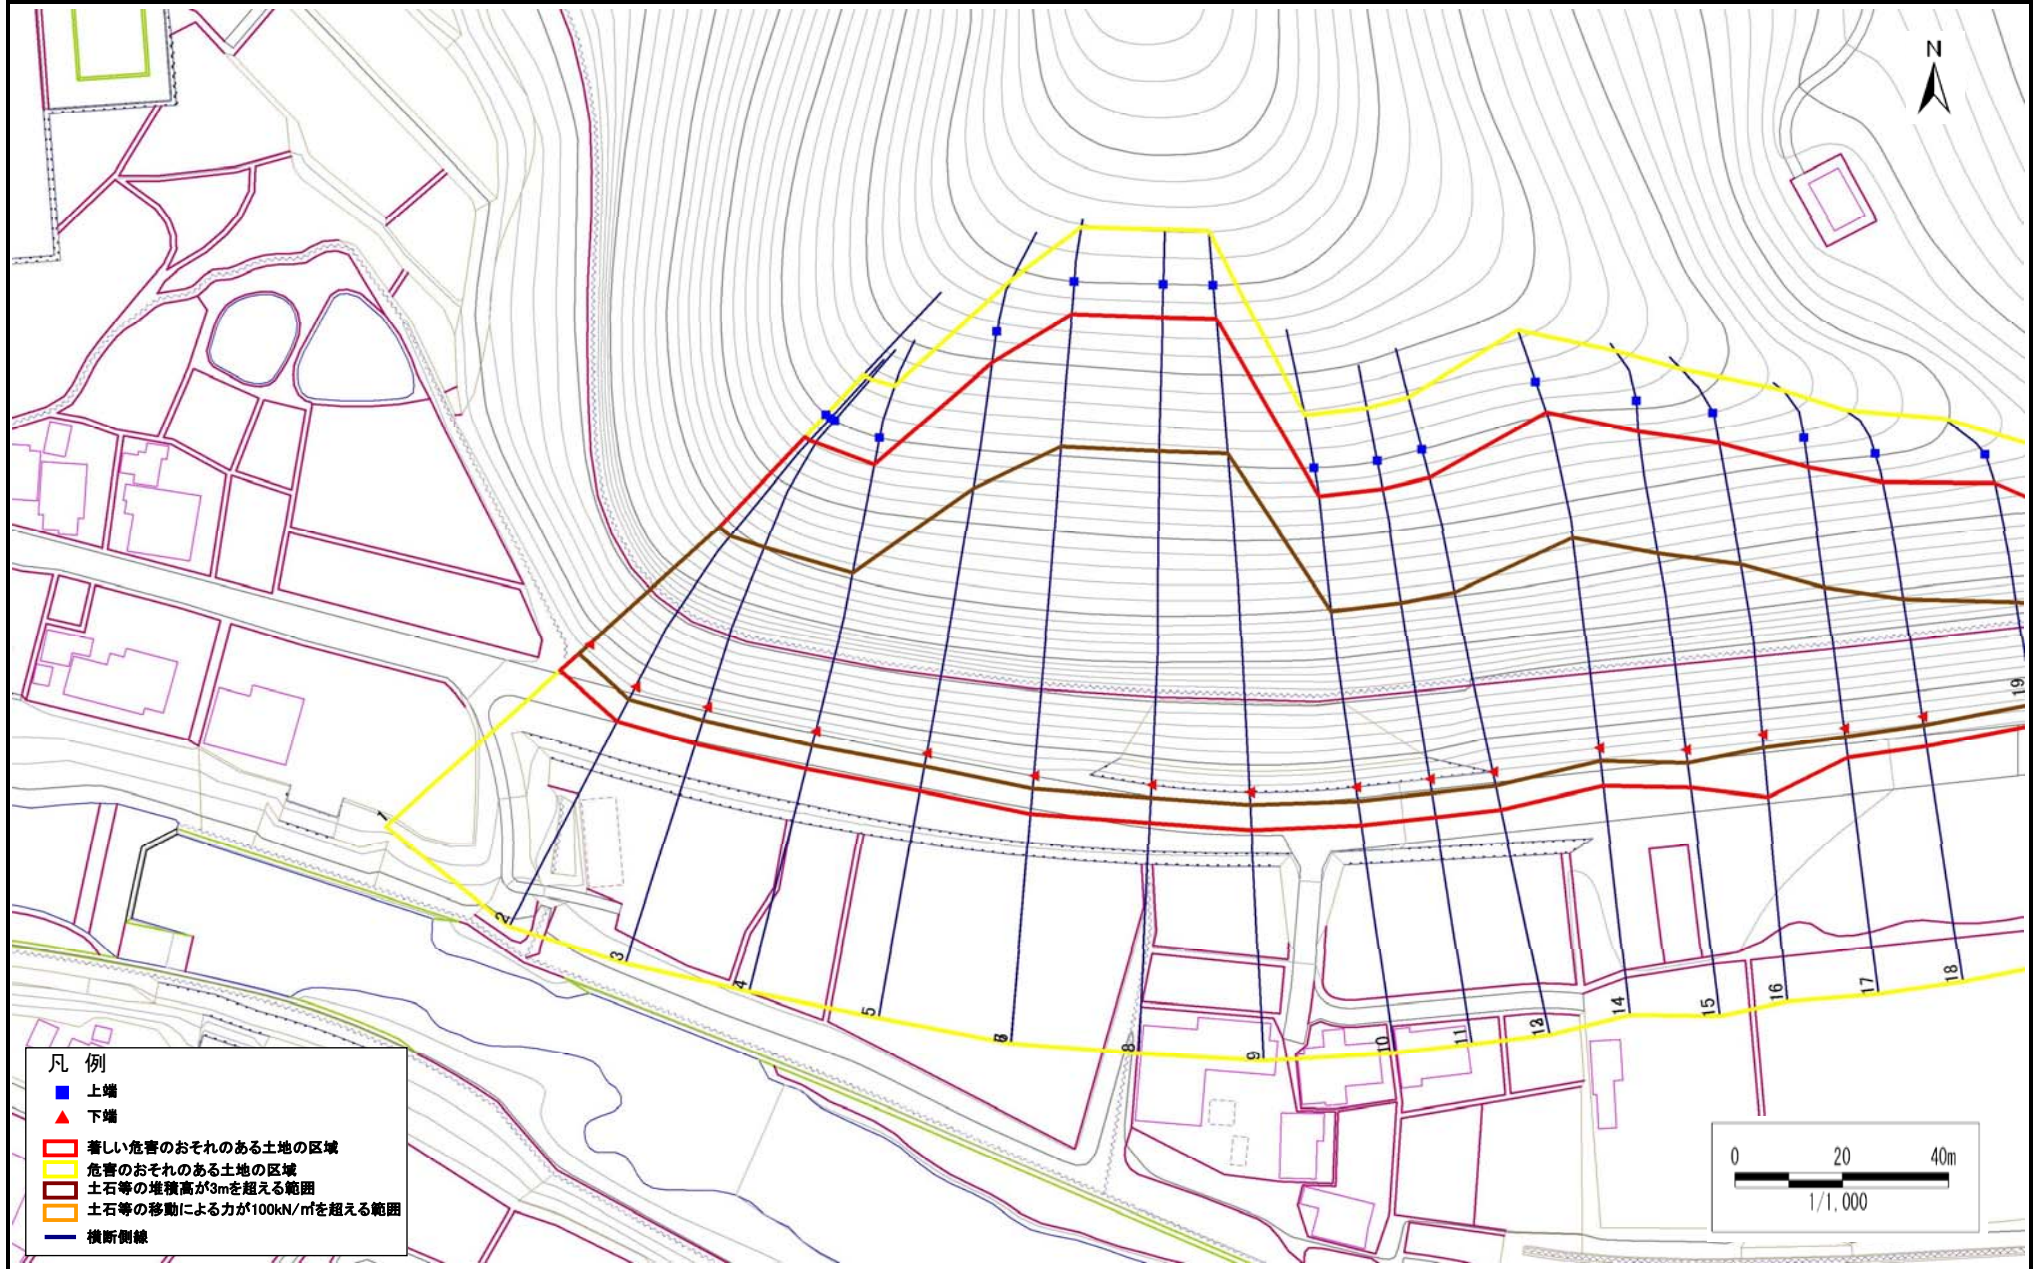 N
19
1
2
3
4
5
8
9
10
11
14
15
16
17
18
凡 例
上端
下端
著しい危害のおそれのある土地の区域
危害のおそれのある土地の区域
土石等の堆積高が3mを超える範囲
土石等の移動による力が100kN/㎡を超える範囲
横断側線
0 20 40m
1/1,000